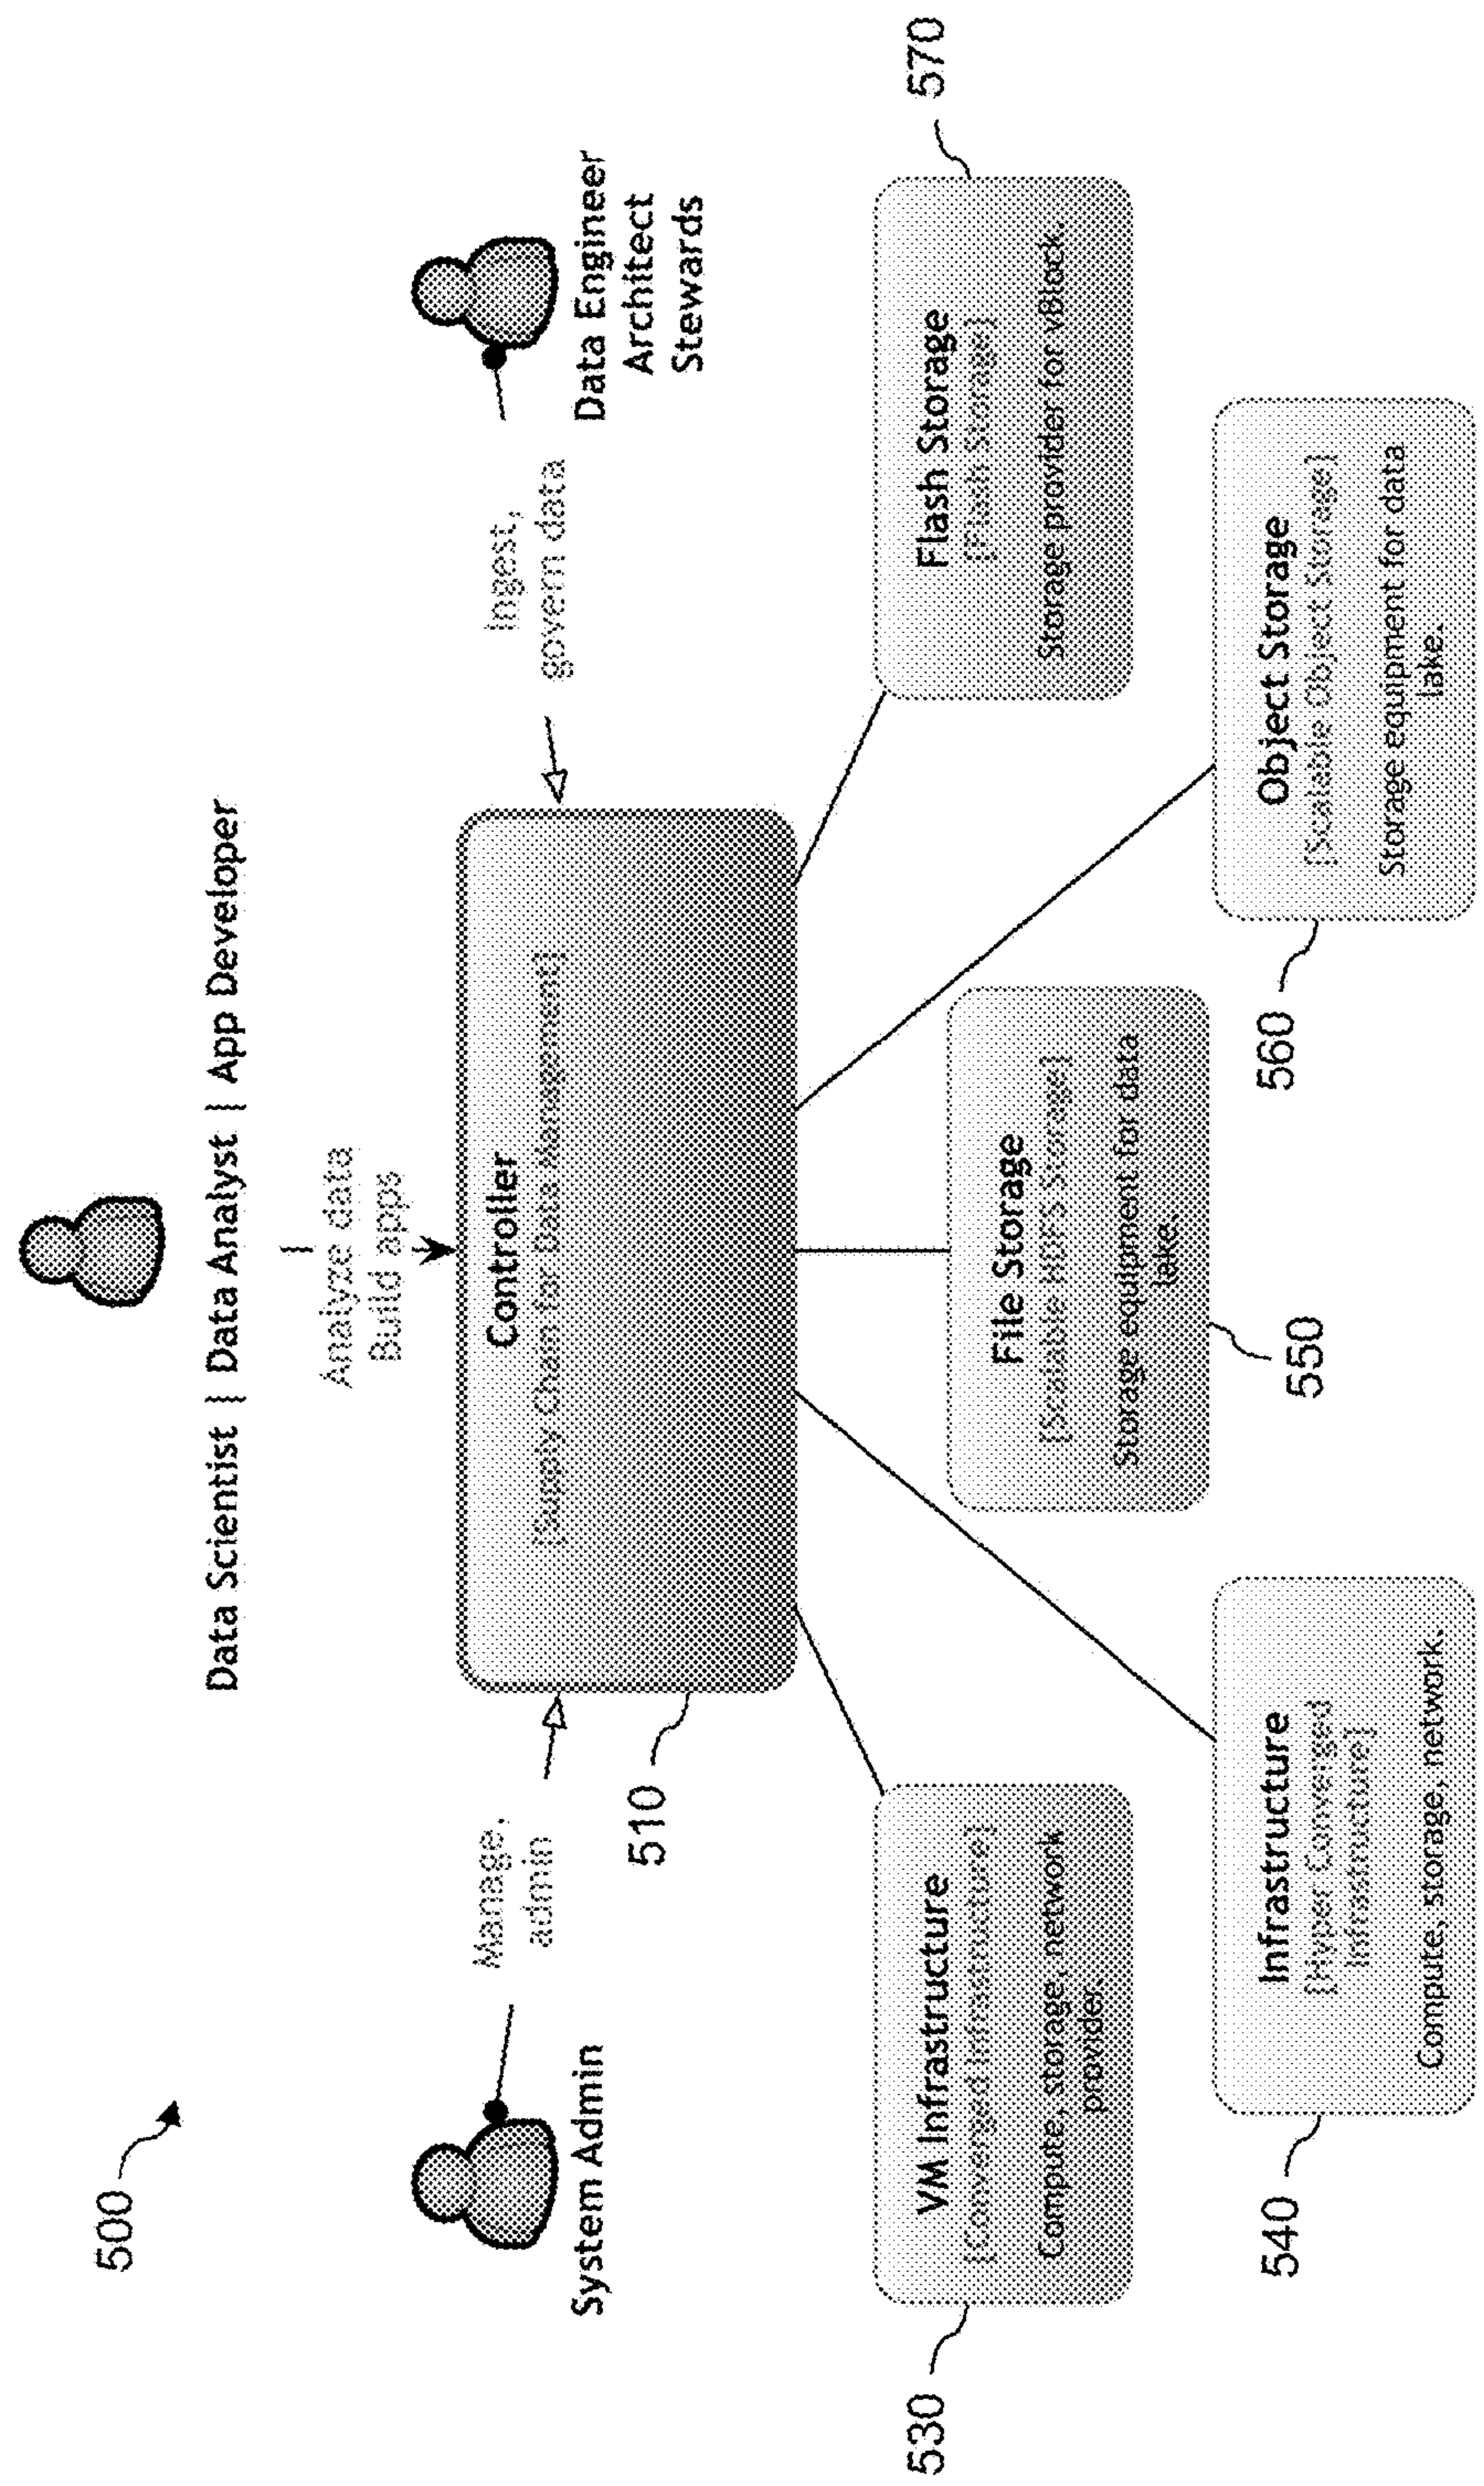 500
Data Scientist | Data Analyst | App Developer
Analyze data
Build apps
System Admin
Manage,
admin
Ingest,
govern data
Data Engineer
Architect
Stewards
510
Controller
[Supply Chain for Data Management]
530
VM Infrastructure
[Converged Infrastructure]
Compute, storage, network
provider.
540
Infrastructure
[Hyper Converged
Infrastructure]
Compute, storage, network.
550
File Storage
[Scalable HDFS Storage]
Storage equipment for data
lake.
560
Object Storage
[Scalable Object Storage]
Storage equipment for data
lake.
570
Flash Storage
[Flash Storage]
Storage provider for vBlock.